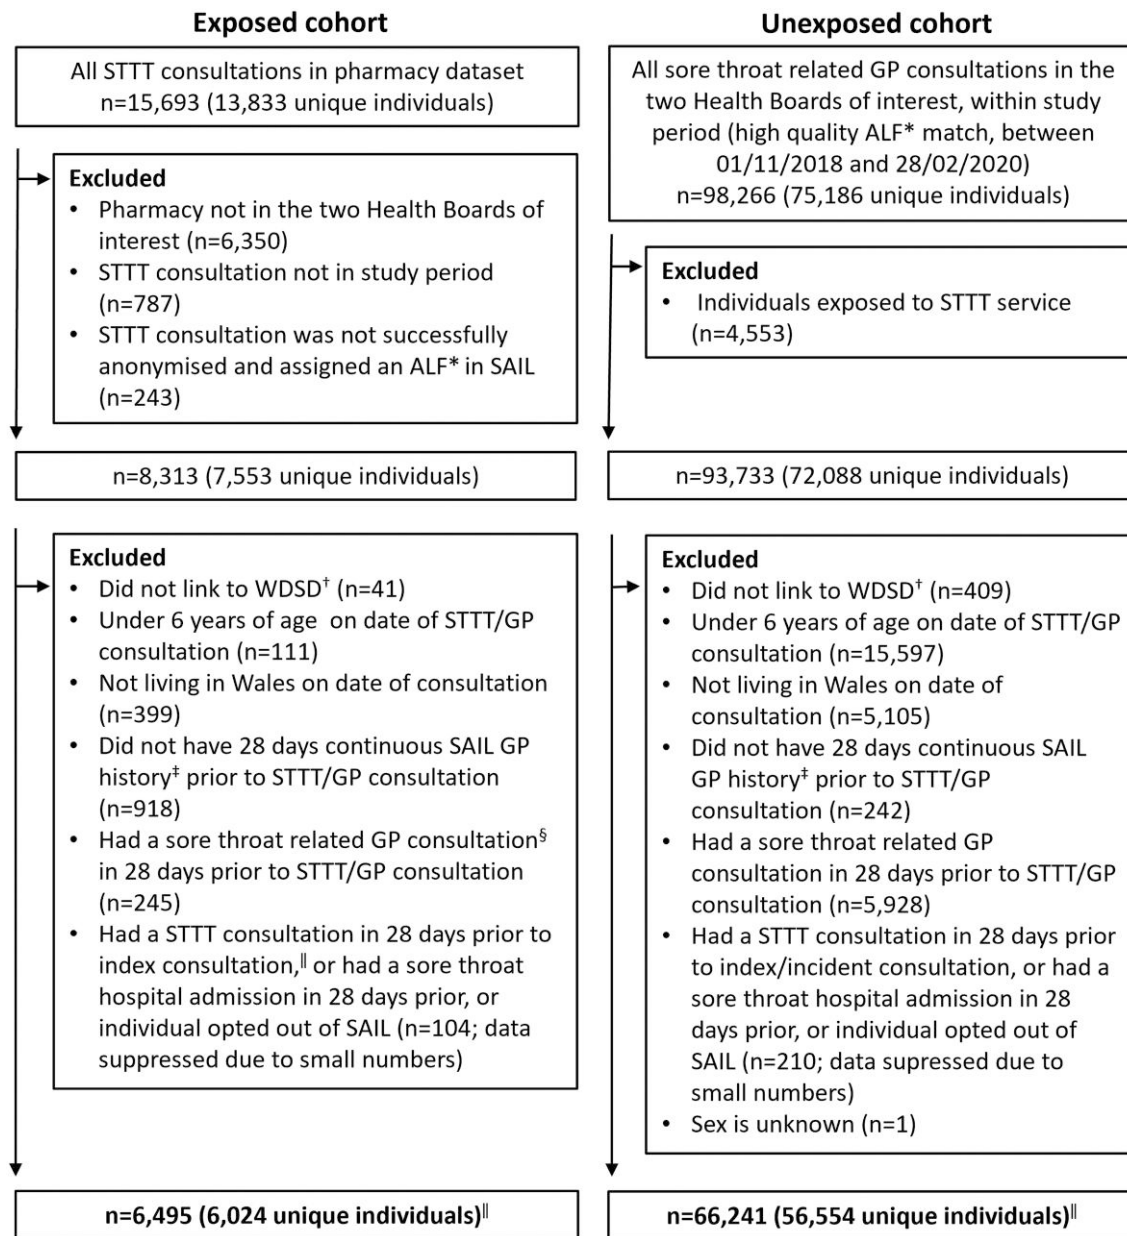 Exposed cohort
All STTT consultations in pharmacy dataset
n=15,693 (13,833 unique individuals)
Excluded
• Pharmacy not in the two Health Boards of
interest (n=6,350)
• STTT consultation not in study period
(n=787)
• STTT consultation was not successfully
anonymised and assigned an ALF* in SAIL
(n=243)
n=8,313 (7,553 unique individuals)
Excluded
• Did not link to WDSD† (n=41)
• Under 6 years of age on date of STTT/GP
consultation (n=111)
• Not living in Wales on date of consultation
(n=399)
• Did not have 28 days continuous SAIL GP
history‡ prior to STTT/GP consultation
(n=918)
• Had a sore throat related GP consultation§
in 28 days prior to STTT/GP consultation
(n=245)
• Had a STTT consultation in 28 days prior to
index consultation,‖ or had a sore throat
hospital admission in 28 days prior, or
individual opted out of SAIL (n=104; data
suppressed due to small numbers)
n=6,495 (6,024 unique individuals)‖
Unexposed cohort
All sore throat related GP consultations in the
two Health Boards of interest, within study
period (high quality ALF* match, between
01/11/2018 and 28/02/2020)
n=98,266 (75,186 unique individuals)
Excluded
• Individuals exposed to STTT service
(n=4,553)
n=93,733 (72,088 unique individuals)
Excluded
• Did not link to WDSD† (n=409)
• Under 6 years of age on date of STTT/GP
consultation (n=15,597)
• Not living in Wales on date of
consultation (n=5,105)
• Did not have 28 days continuous SAIL
GP history‡ prior to STTT/GP
consultation (n=242)
• Had a sore throat related GP
consultation in 28 days prior to STTT/GP
consultation (n=5,928)
• Had a STTT consultation in 28 days prior
to index/incident consultation, or had a
sore throat hospital admission in 28
days prior, or individual opted out of
SAIL (n=210; data supressed due to
small numbers)
• Sex is unknown (n=1)
n=66,241 (56,554 unique individuals)‖